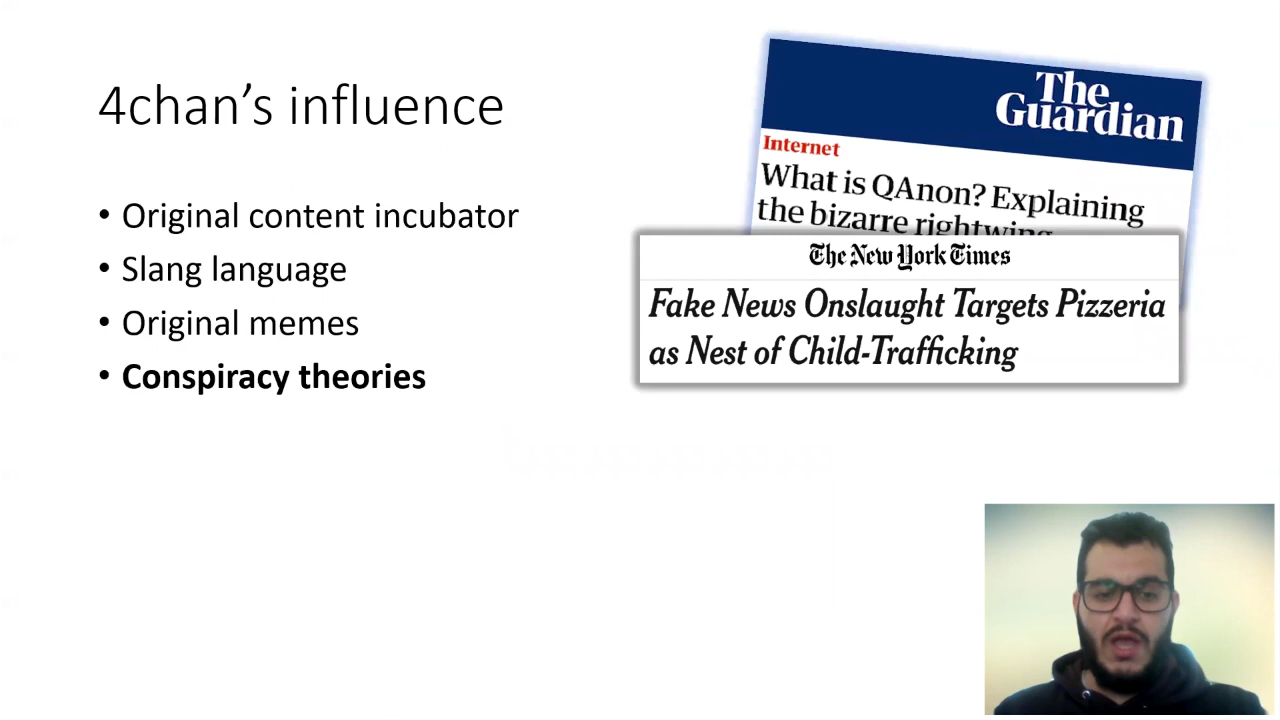 4chan’s influence
• Original content incubator
• Slang language
• Original memes
• Conspiracy theories
The
Guardian
Internet
What is QAnon? Explaining
the bizarre rightwing
The New York Times
Fake News Onslaught Targets Pizzeria
as Nest of Child-Trafficking